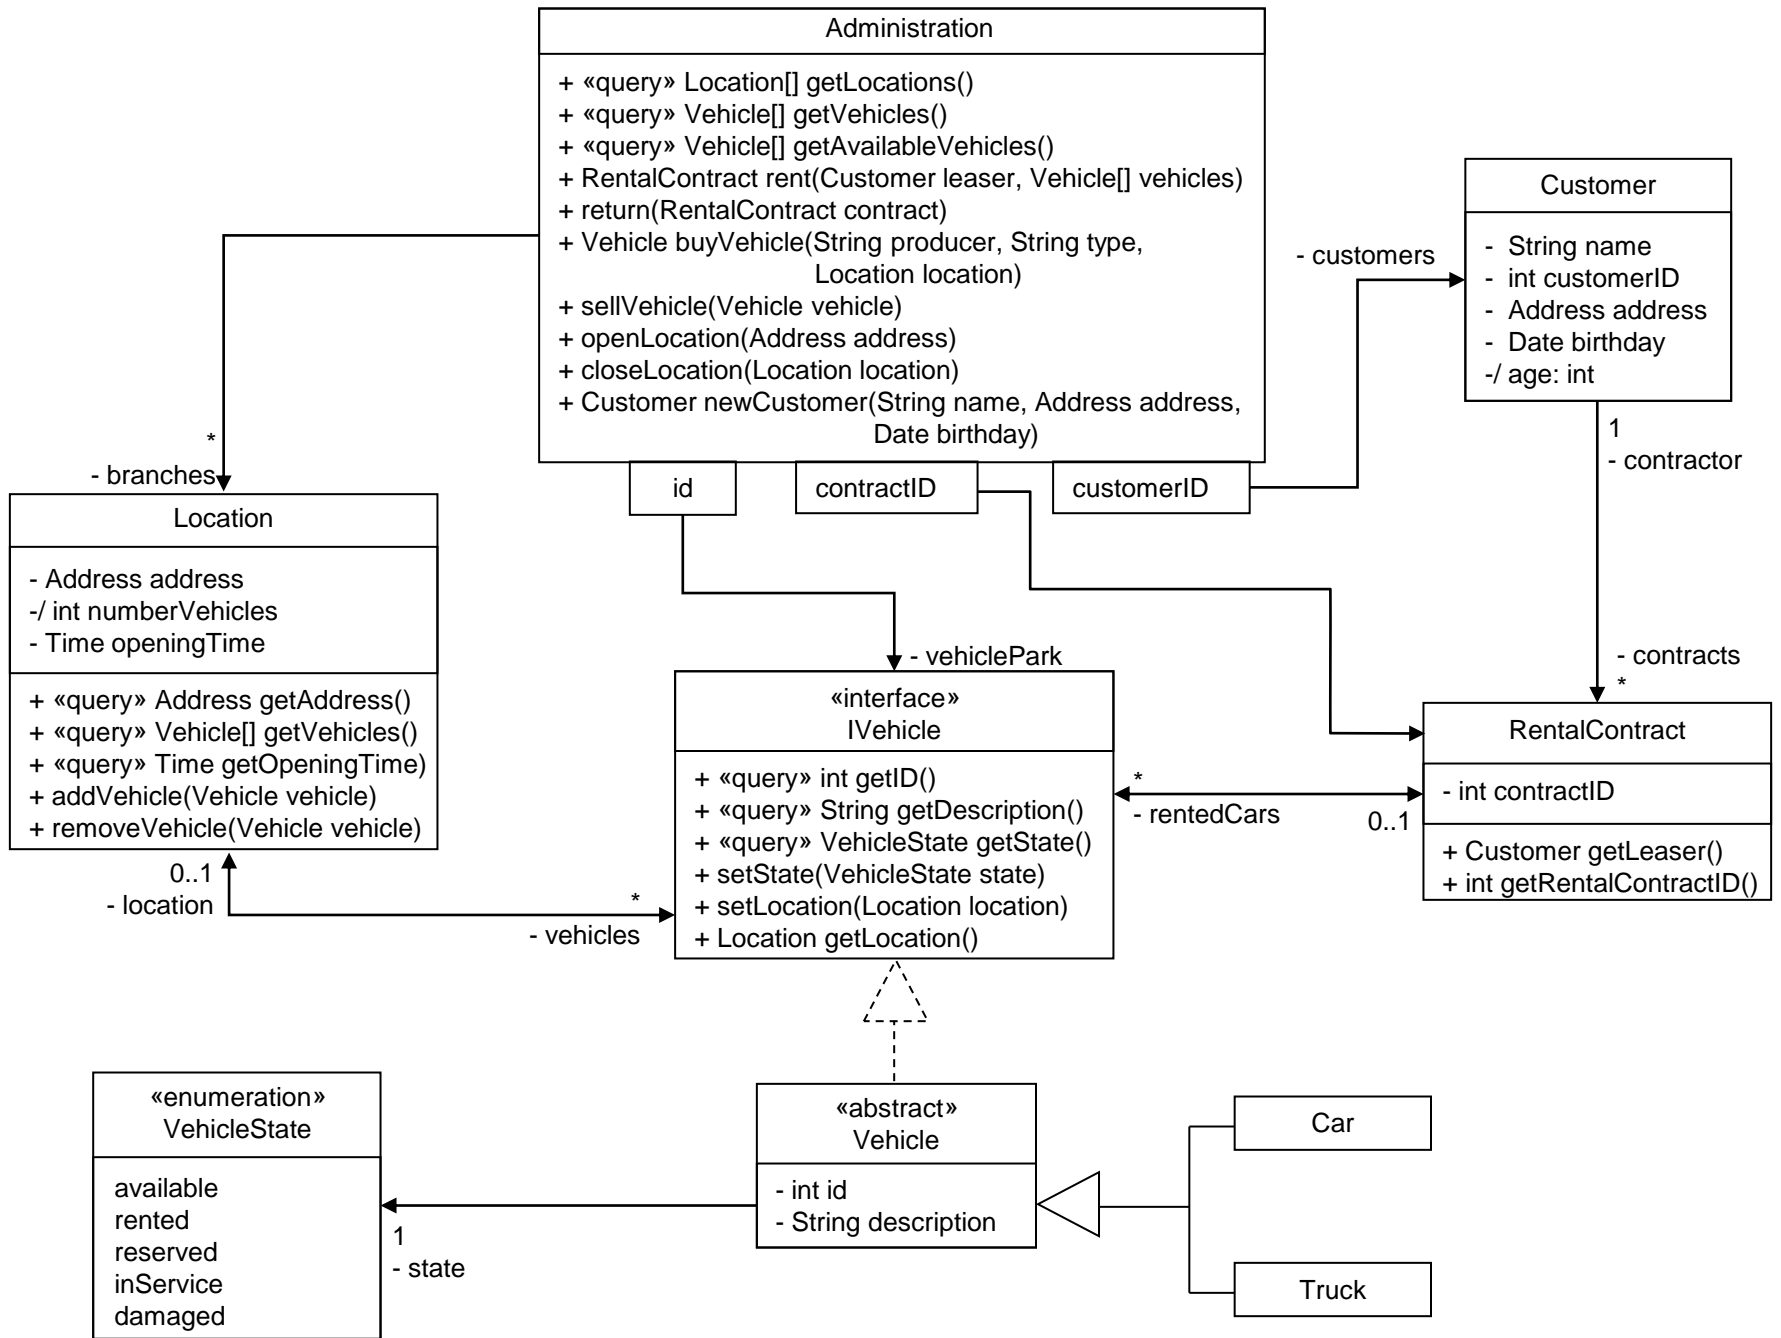 Administration
+ «query» Location[] getLocations()
+ «query» Vehicle[] getVehicles()
+ «query» Vehicle[] getAvailableVehicles()
+ RentalContract rent(Customer leaser, Vehicle[] vehicles)
+ return(RentalContract contract)
+ Vehicle buyVehicle(String producer, String type,
Location location)
+ sellVehicle(Vehicle vehicle)
+ openLocation(Address address)
+ closeLocation(Location location)
+ Customer newCustomer(String name, Address address,
Date birthday)
id
contractID
customerID
- customers
Customer
- String name
- int customerID
- Address address
- Date birthday
-/ age: int
1
- contractor
*
- branches
Location
- Address address
-/ int numberVehicles
- Time openingTime
+ «query» Address getAddress()
+ «query» Vehicle[] getVehicles()
+ «query» Time getOpeningTime)
+ addVehicle(Vehicle vehicle)
+ removeVehicle(Vehicle vehicle)
0..1
- location
*
- vehicles
- vehiclePark
«interface»
IVehicle
+ «query» int getID()
+ «query» String getDescription()
+ «query» VehicleState getState()
+ setState(VehicleState state)
+ setLocation(Location location)
+ Location getLocation()
*
- rentedCars
0..1
- contracts
*
RentalContract
- int contractID
+ Customer getLeaser()
+ int getRentalContractID()
«enumeration»
VehicleState
available
rented
reserved
inService
damaged
1
- state
«abstract»
Vehicle
- int id
- String description
Car
Truck